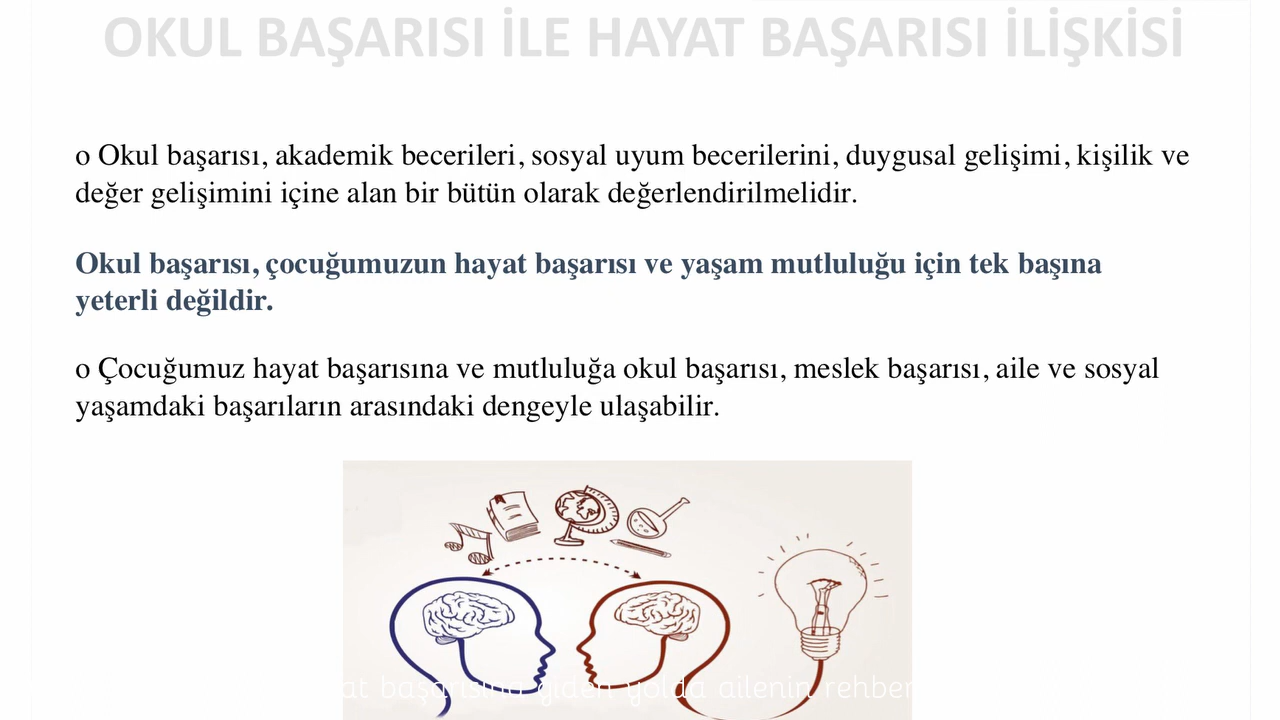 OKUL BAŞARISI İLE HAYAT BAŞARISI İLİŞKİSİ
o Okul başarısı, akademik becerileri, sosyal uyum becerilerini, duygusal gelişimi, kişilik ve
değer gelişimini içine alan bir bütün olarak değerlendirilmelidir.
Okul başarısı, çocuğumuzun hayat başarısı ve yaşam mutluluğu için tek başına
yeterli değildir.
o Çocuğumuz hayat başarısına ve mutluluğa okul başarısı, meslek başarısı, aile ve sosyal
yaşamdaki başarıların arasındaki dengeyle ulaşabilir.
başarısına giden yolda ailenin